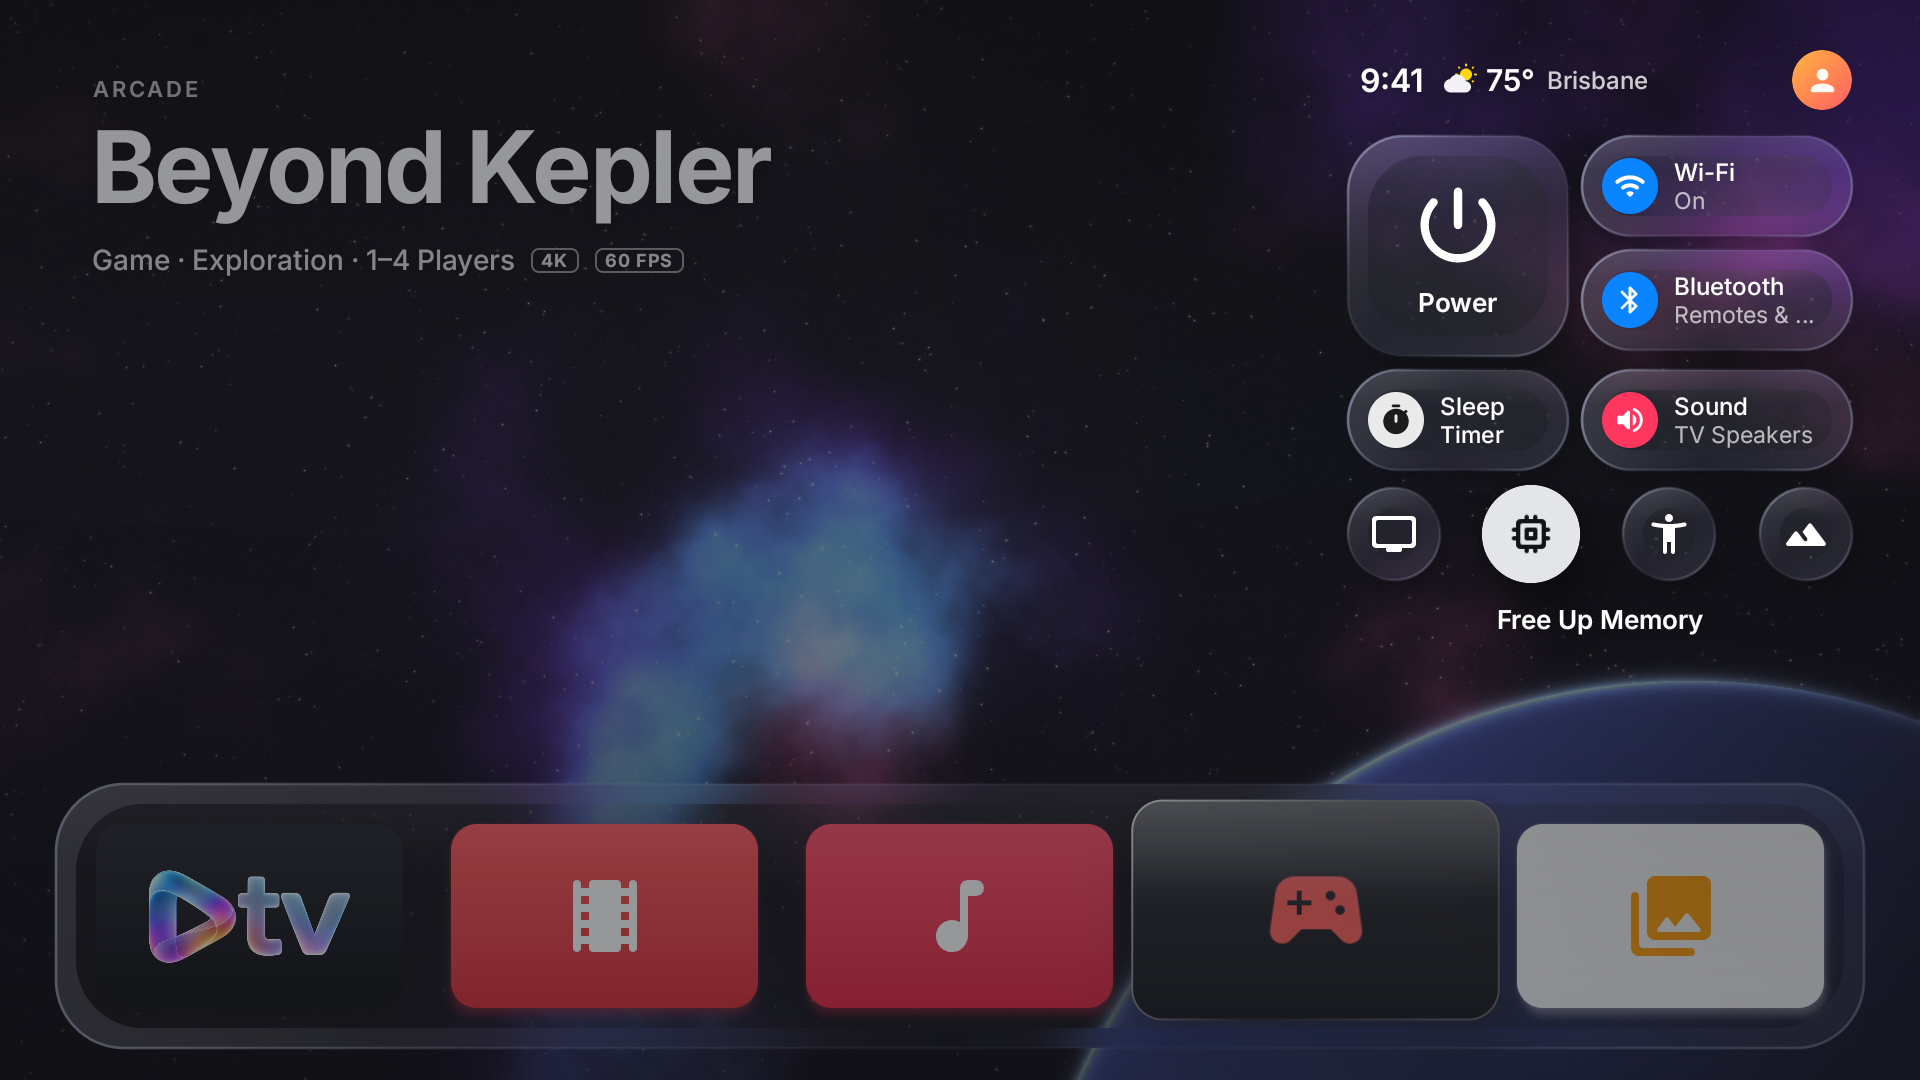 ARCADE
Beyond Kepler
Game · Exploration · 1–4 Players 4K 60 FPS
9:41 75° Brisbane
Power
Wi-Fi
On
Bluetooth
Remotes & ...
Sleep
Timer
Sound
TV Speakers
Free Up Memory
tv